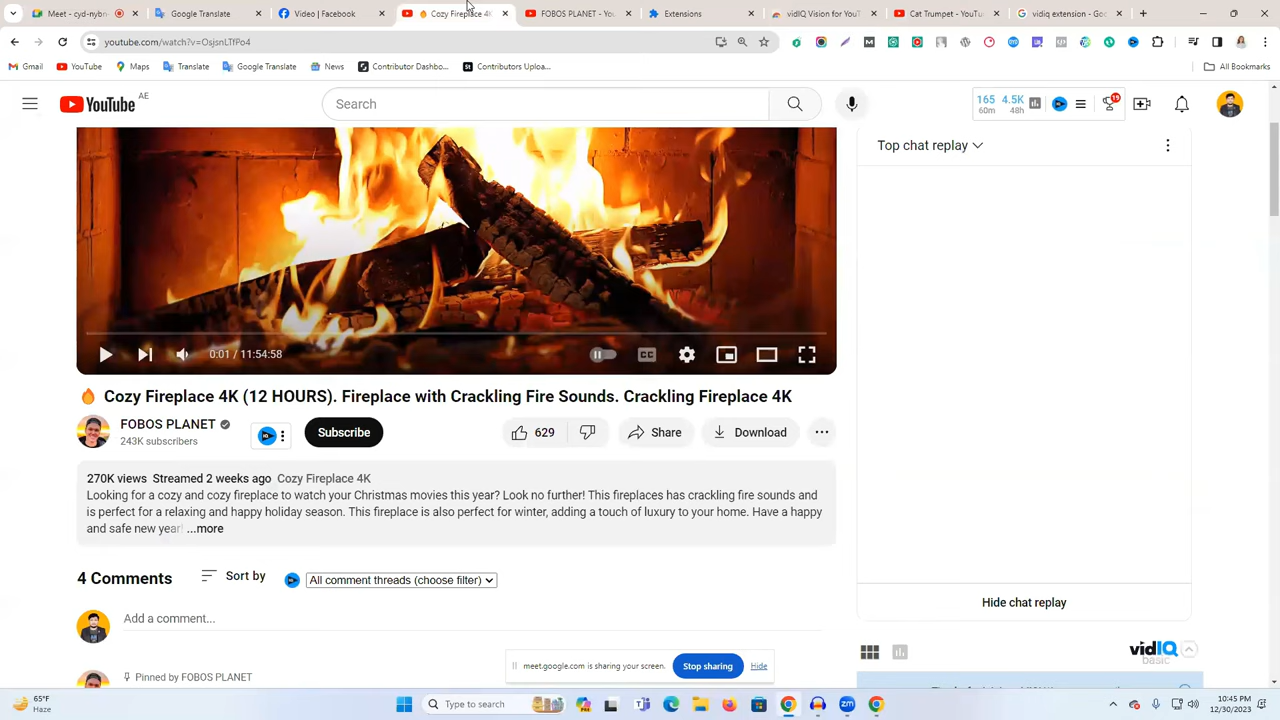 Meet - cyd-mybn
Google Translate
Video | Facebook
Cozy Fireplace 4K
FOBOS PLANET - You
Extensions
vidIQ Vision for YouT
Cat Trumpet - YouTu
vidiq extension - Goo
youtube.com/watch?v=OsjsnLTfPo4
Gmail
YouTube
Maps
Translate
Google Translate
News
Contributor Dashbo...
Contributors Uploa...
All Bookmarks
YouTube AE
Search
165 4.5K
60m 48h
19
Top chat replay
0:01 / 11:54:58
CC
🔥 Cozy Fireplace 4K (12 HOURS). Fireplace with Crackling Fire Sounds. Crackling Fireplace 4K
FOBOS PLANET
243K subscribers
Subscribe
629
Share
Download
270K views Streamed 2 weeks ago Cozy Fireplace 4K
Looking for a cozy and cozy fireplace to watch your Christmas movies this year? Look no further! This fireplaces has crackling fire sounds and
is perfect for a relaxing and happy holiday season. This fireplace is also perfect for winter, adding a touch of luxury to your home. Have a happy
and safe new year! ...more
4 Comments
Sort by
All comment threads (choose filter)
Add a comment...
Pinned by FOBOS PLANET
Hide chat replay
vidIQ
basic
meet.google.com is sharing your screen.
Stop sharing
Hide
65°F
Haze
Type to search
10:45 PM
12/30/2023